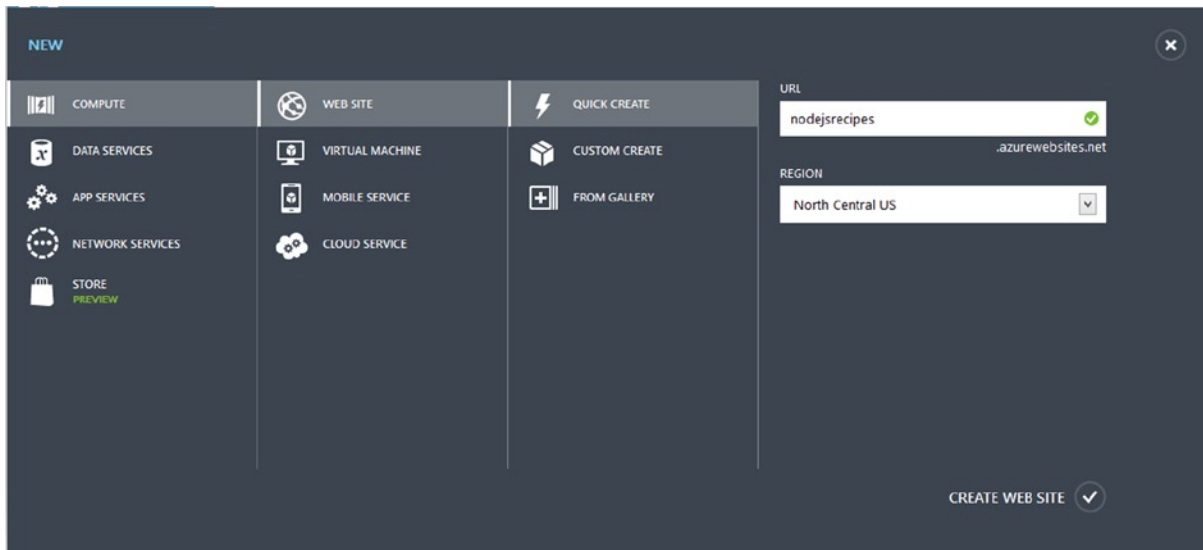 NEW
COMPUTE
DATA SERVICES
APP SERVICES
NETWORK SERVICES
STORE
PREVIEW
WEB SITE
VIRTUAL MACHINE
MOBILE SERVICE
CLOUD SERVICE
QUICK CREATE
CUSTOM CREATE
FROM GALLERY
URL
nodejsrecipes
.azurewebsites.net
REGION
North Central US
CREATE WEB SITE